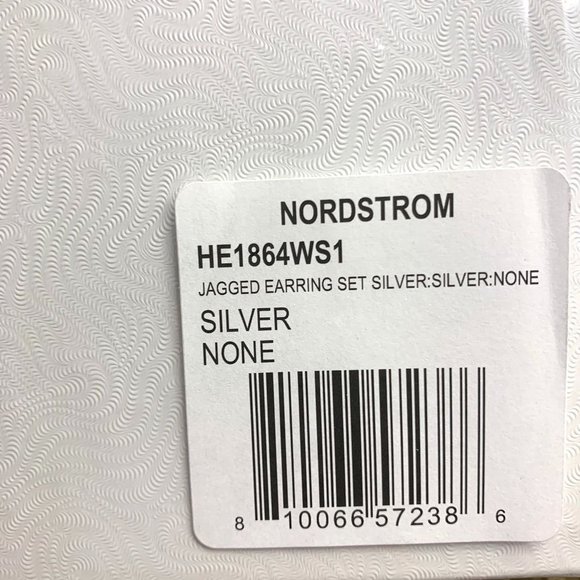 NORDSTROM
HE1864WS1
JAGGED EARRING SET SILVER:SILVER:NONE
SILVER
NONE
8 10066 57238 6